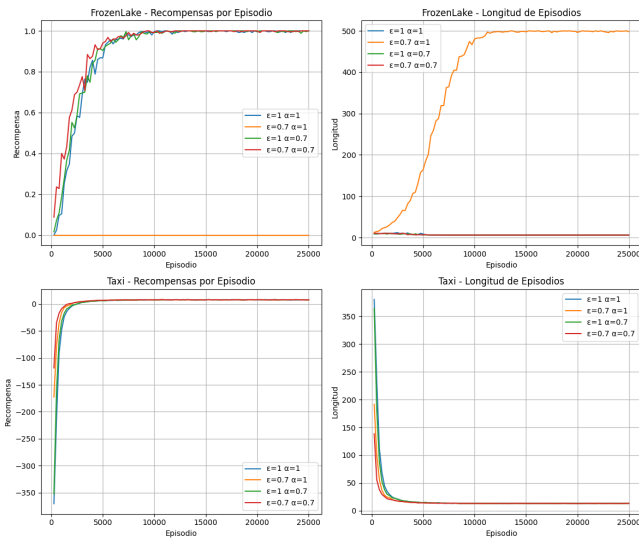 FrozenLake - Recompensas por Episodio
1.0
0.8
0.6
0.4
0.2
0.0
Recompensa
ε=1 α=1
ε=0.7 α=1
ε=1 α=0.7
ε=0.7 α=0.7
0 5000 10000 15000 20000 25000
Episodio
FrozenLake - Longitud de Episodios
500
400
300
200
100
0
Longitud
ε=1 α=1
ε=0.7 α=1
ε=1 α=0.7
ε=0.7 α=0.7
0 5000 10000 15000 20000 25000
Episodio
Taxi - Recompensas por Episodio
0
−50
−100
−150
−200
−250
−300
−350
Recompensa
ε=1 α=1
ε=0.7 α=1
ε=1 α=0.7
ε=0.7 α=0.7
0 5000 10000 15000 20000 25000
Episodio
Taxi - Longitud de Episodios
350
300
250
200
150
100
50
0
Longitud
ε=1 α=1
ε=0.7 α=1
ε=1 α=0.7
ε=0.7 α=0.7
0 5000 10000 15000 20000 25000
Episodio